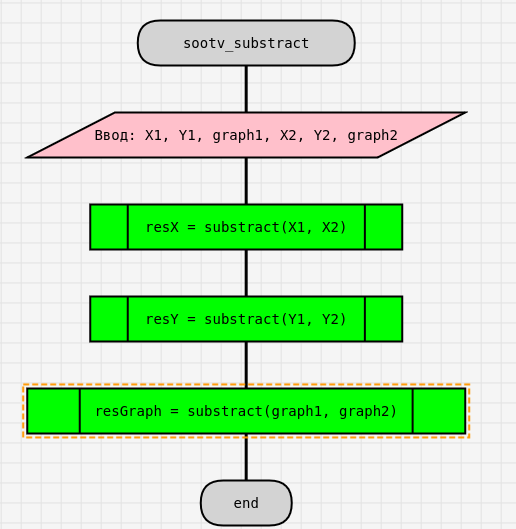 sootv_substract
Ввод: X1, Y1, graph1, X2, Y2, graph2
resX = substract(X1, X2)
resY = substract(Y1, Y2)
resGraph = substract(graph1, graph2)
end